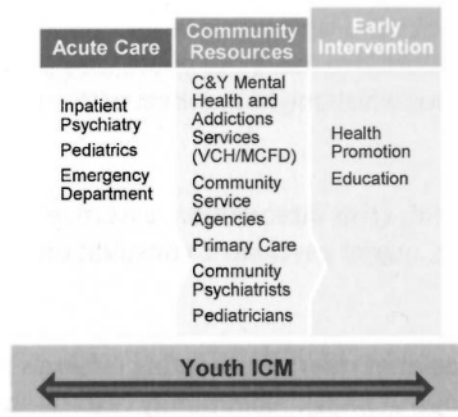 Acute Care
Inpatient
Psychiatry
Pediatrics
Emergency
Department
Community
Resources
C&Y Mental
Health and
Addictions
Services
(VCH/MCFD)
Community
Service
Agencies
Primary Care
Community
Psychiatrists
Pediatricians
Early
Intervention
Health
Promotion
Education
Youth ICM